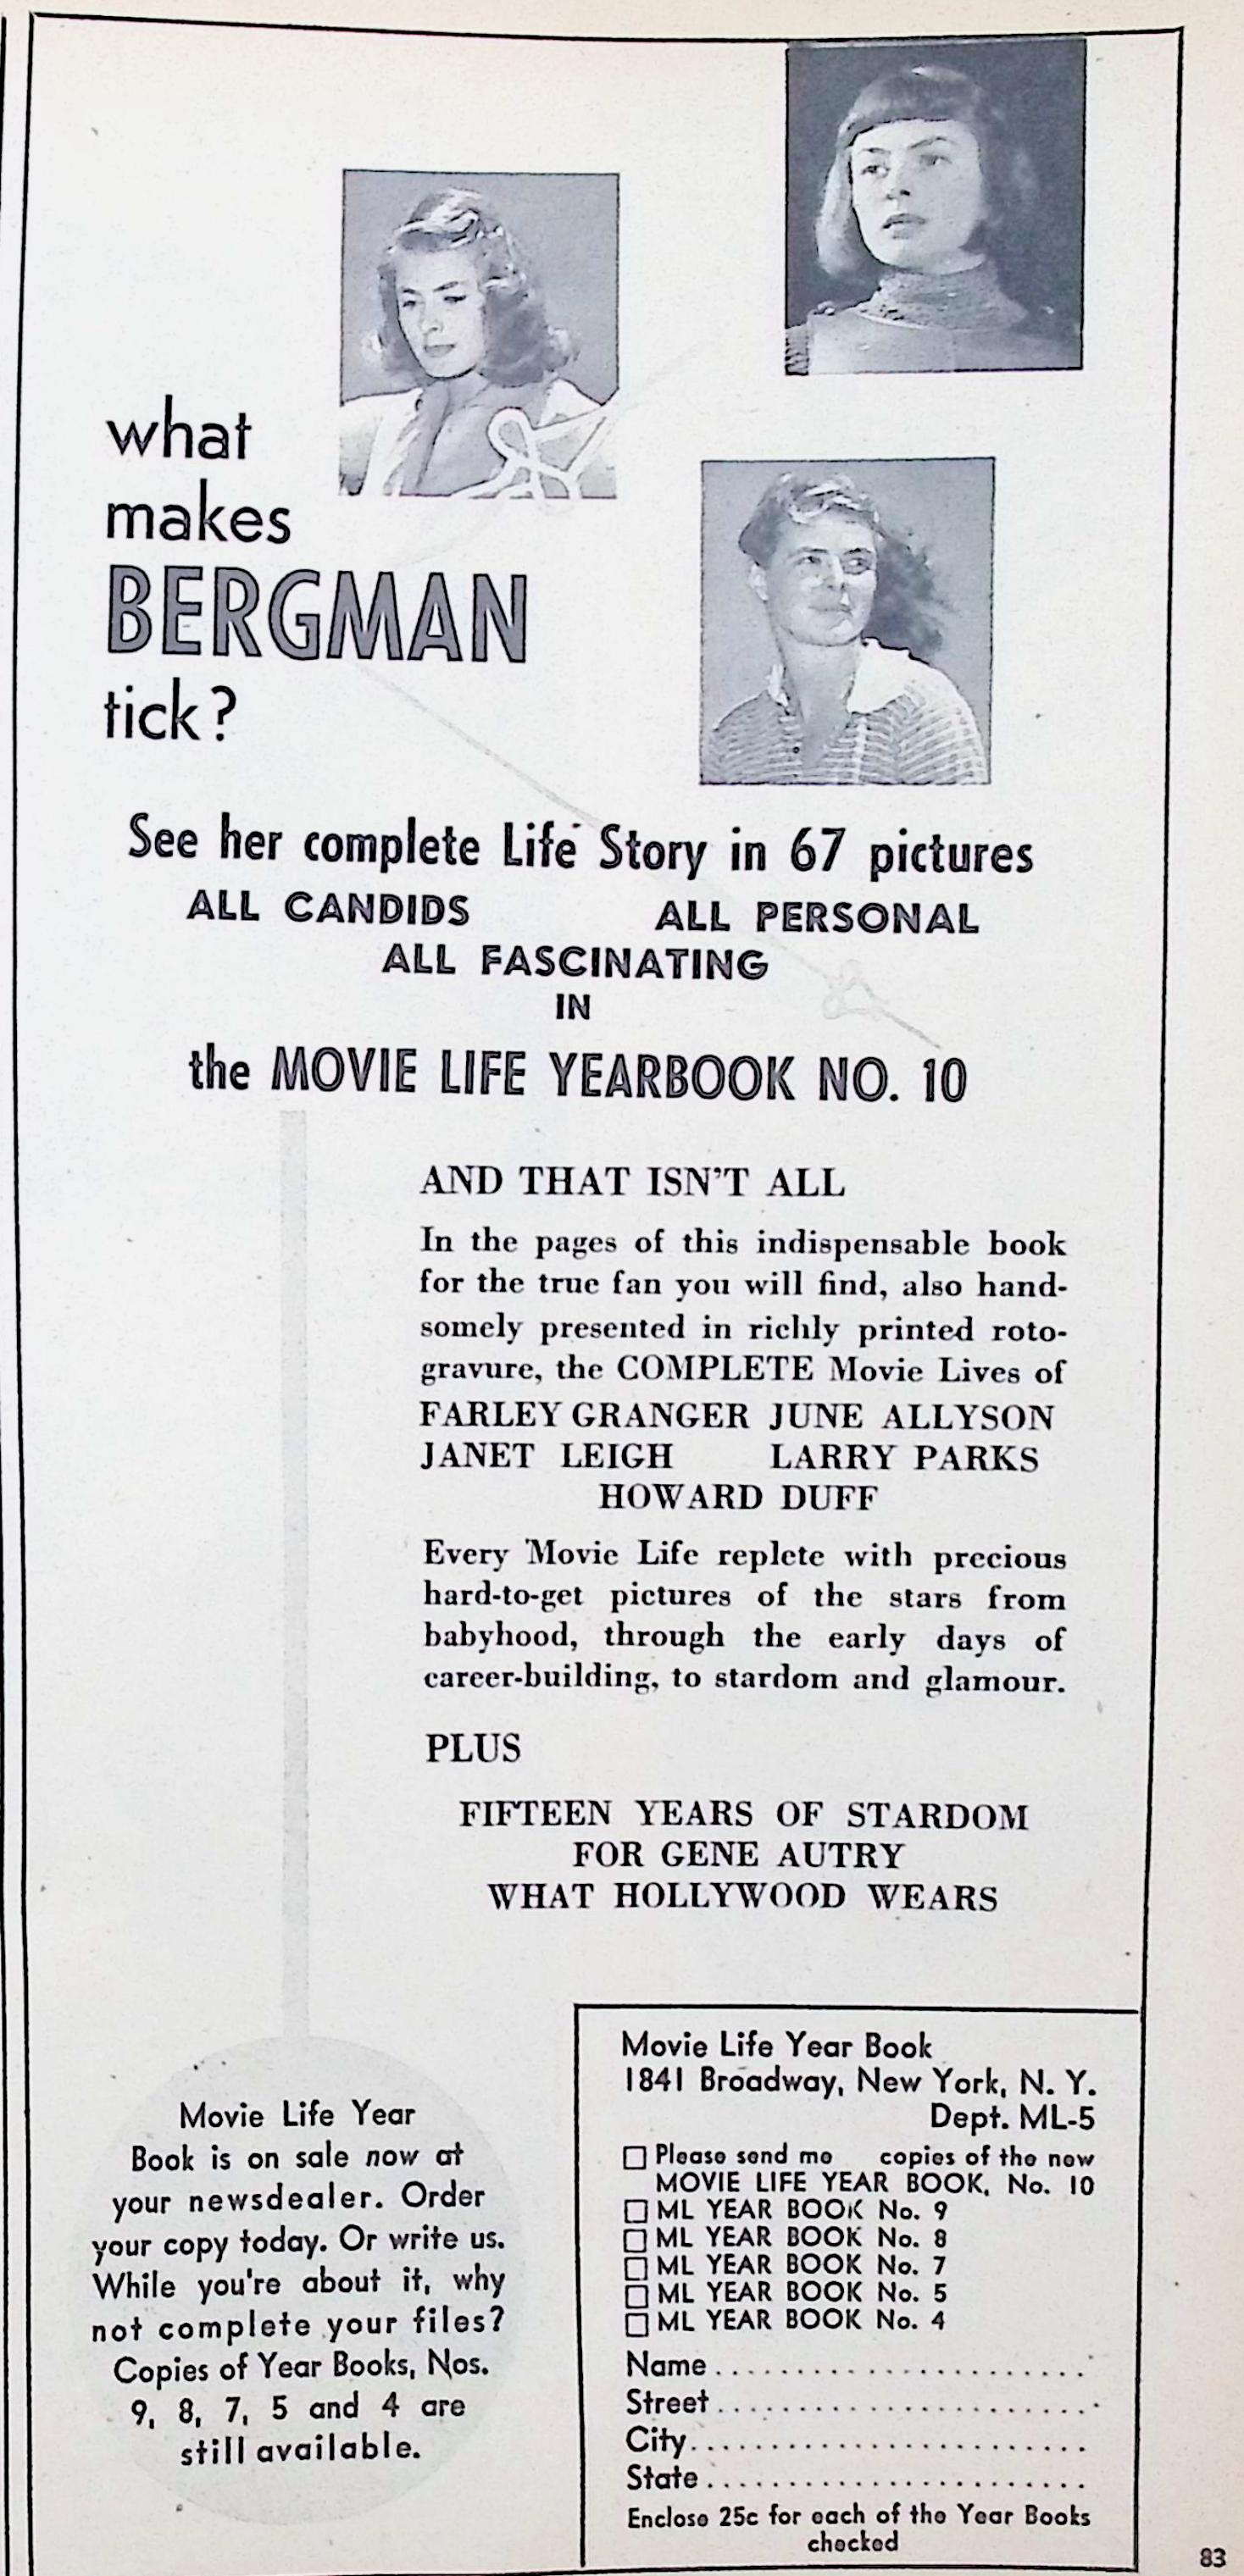 what
makes
BERGMAN
tick?
See her complete Life Story in 67 pictures
ALL CANDIDS ALL PERSONAL
ALL FASCINATING
IN
the MOVIE LIFE YEARBOOK NO. 10
AND THAT ISN'T ALL
In the pages of this indispensable book
for the true fan you will find, also hand-
somely presented in richly printed roto-
gravure, the COMPLETE Movie Lives of
FARLEY GRANGER JUNE ALLYSON
JANET LEIGH LARRY PARKS
HOWARD DUFF
Every Movie Life replete with precious
hard-to-get pictures of the stars from
babyhood, through the early days of
career-building, to stardom and glamour.
PLUS
FIFTEEN YEARS OF STARDOM
FOR GENE AUTRY
WHAT HOLLYWOOD WEARS
Movie Life Year
Book is on sale now at
your newsdealer. Order
your copy today. Or write us.
While you're about it, why
not complete your files?
Copies of Year Books, Nos.
9, 8, 7, 5 and 4 are
still available.
Movie Life Year Book
1841 Broadway, New York, N. Y.
Dept. ML-5
Please send me copies of the new
MOVIE LIFE YEAR BOOK, No. 10
ML YEAR BOOK No. 9
ML YEAR BOOK No. 8
ML YEAR BOOK No. 7
ML YEAR BOOK No. 5
ML YEAR BOOK No. 4
Name........................
Street........................
City.........................
State........................
Enclose 25c for each of the Year Books
checked
83